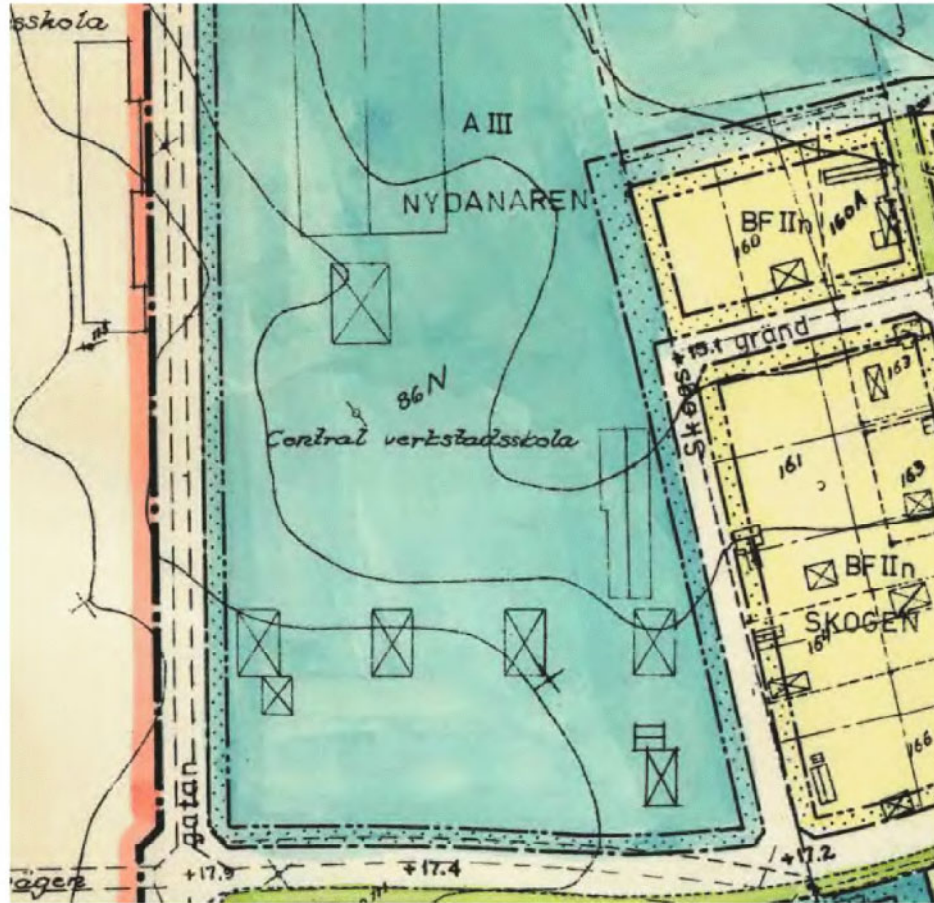 sskola
A III
NYDANAREN
BF IIn
160
160A
+15.1 gränd
Skogs
86 N
Central verkstadsskola
163
161
163
BF IIn
SKOGEN
164
166
gatan
ägen
+17.9
+17.4
+17.2